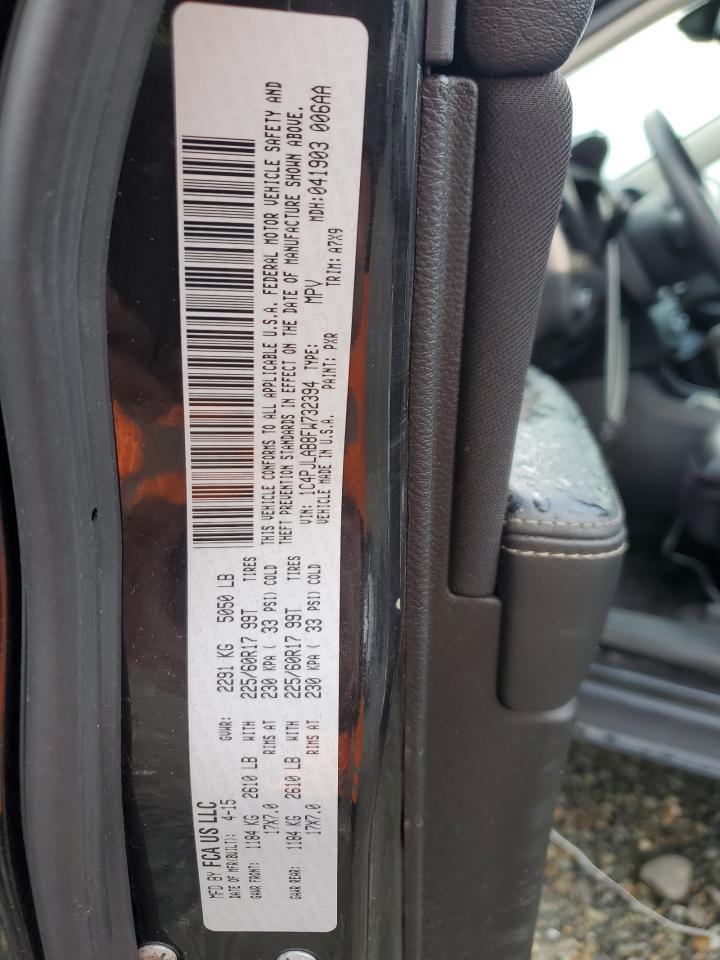 MFD BY FCA US LLC
DATE OF MFR(BUILT): 4-15 GVWR: 2291 KG 5050 LB
GAWR FRONT: 1184 KG 2610 LB WITH 225/60R17 99T TIRES
17X7.0 RIMS AT 230 KPA ( 33 PSI) COLD
GAWR REAR: 1184 KG 2610 LB WITH 225/60R17 99T TIRES
17X7.0 RIMS AT 230 KPA ( 33 PSI) COLD
THIS VEHICLE CONFORMS TO ALL APPLICABLE U.S.A. FEDERAL MOTOR VEHICLE SAFETY AND
THEFT PREVENTION STANDARDS IN EFFECT ON THE DATE OF MANUFACTURE SHOWN ABOVE.
VIN: 1C4PJLAB8FW732394 TYPE: MPV MDH:041903 006AA
VEHICLE MADE IN U.S.A. PAINT: PXR TRIM: A7X9